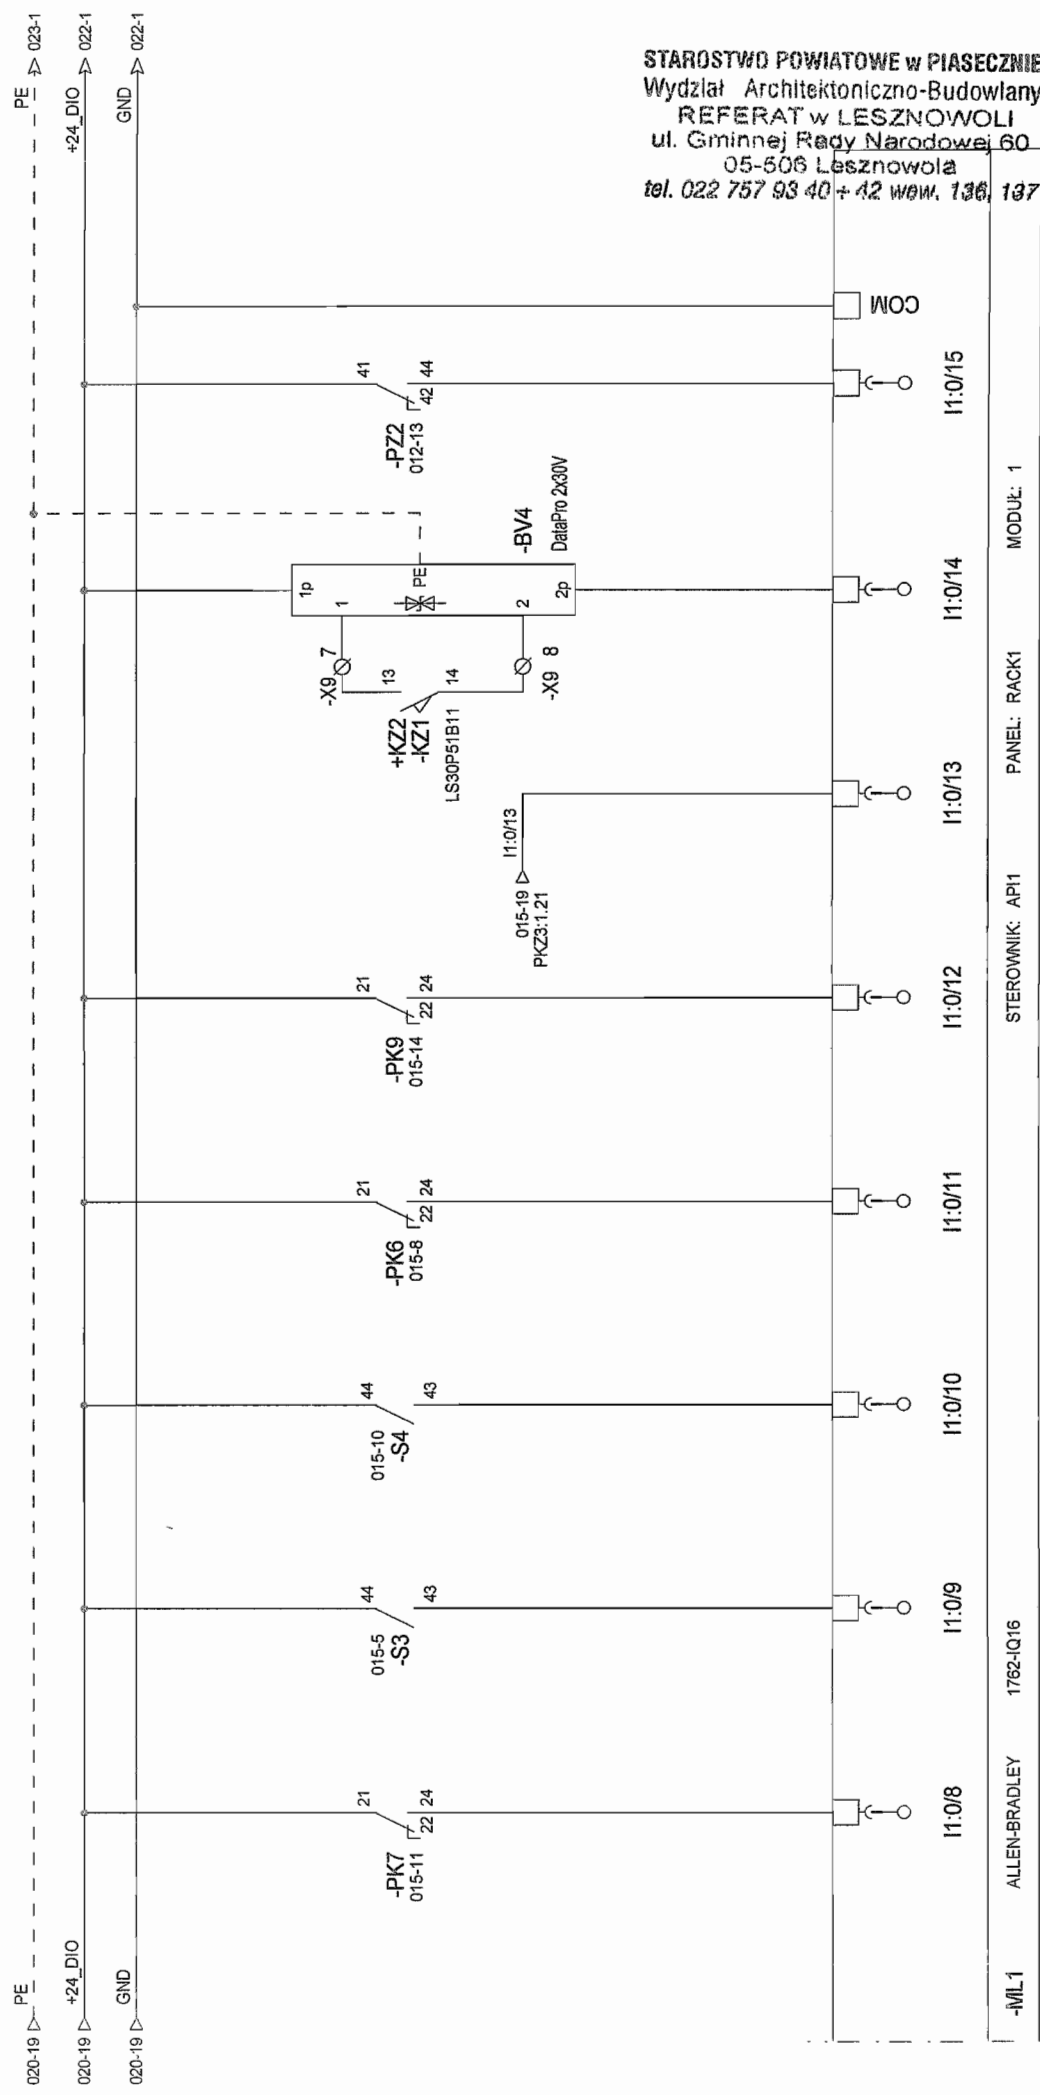 STAROSTWO POWIATOWE w PIASECZNIE
Wydział Architektoniczno-Budowlany
REFERAT w LESZNOWOLI
ul. Gminnej Rady Narodowej 60
05-506 Lesznowola
tel. 022 757 93 40 ÷ 42 wew. 136, 137
020-19 PE
PE 023-1
020-19 +24_DIO
+24_DIO 022-1
020-19 GND
GND 022-1
-PK7
015-11
21
22 24
I1:0/8
015-5
-S3
44
43
I1:0/9
015-10
-S4
44
43
I1:0/10
-PK6
015-8
21
22 24
I1:0/11
-PK9
015-14
21
22 24
I1:0/12
015-19
PKZ3:1.21
I1:0/13
I1:0/13
+KZ2
-KZ1
LS30P51B11
13
14
-X9 7
-X9 8
1p
1
PE
2
2p
-BV4
DataPro 2x30V
I1:0/14
-PZ2
012-13
41
42 44
I1:0/15
COM
-ML1 ALLEN-BRADLEY 1762-IQ16 STEROWNIK: API1 PANEL: RACK1 MODUŁ: 1